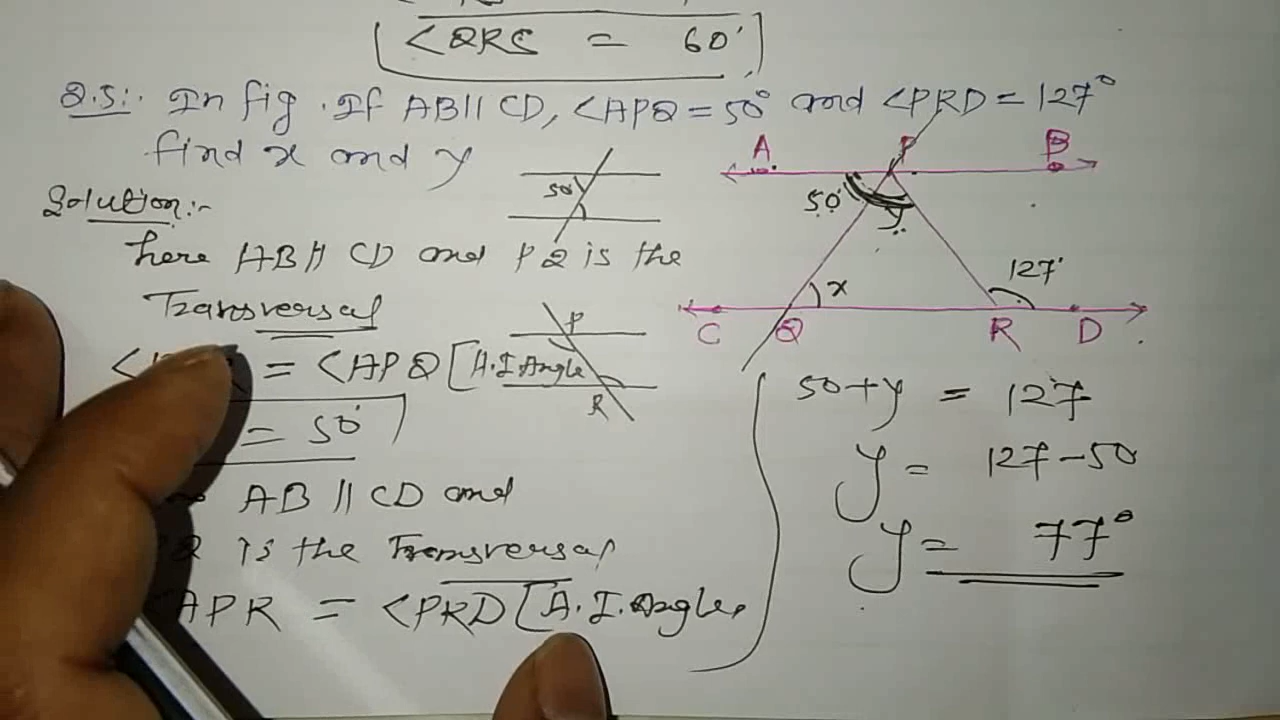 <QRS = 60°
Q.5:. In fig. If AB∥CD, <APQ = 50° and <PRD = 127°
find x and y
Solution:-
here AB∥CD and PQ is the
Transversal
< = <APQ [A.I.Angle
= 50°
AB∥CD and
is the Transversal
APR = <PRD [A.I.Angle,
50°
P
R
A
P
B
50°
y
x
127°
C
Q
R
D
50+y = 127
y = 127-50
y = 77°